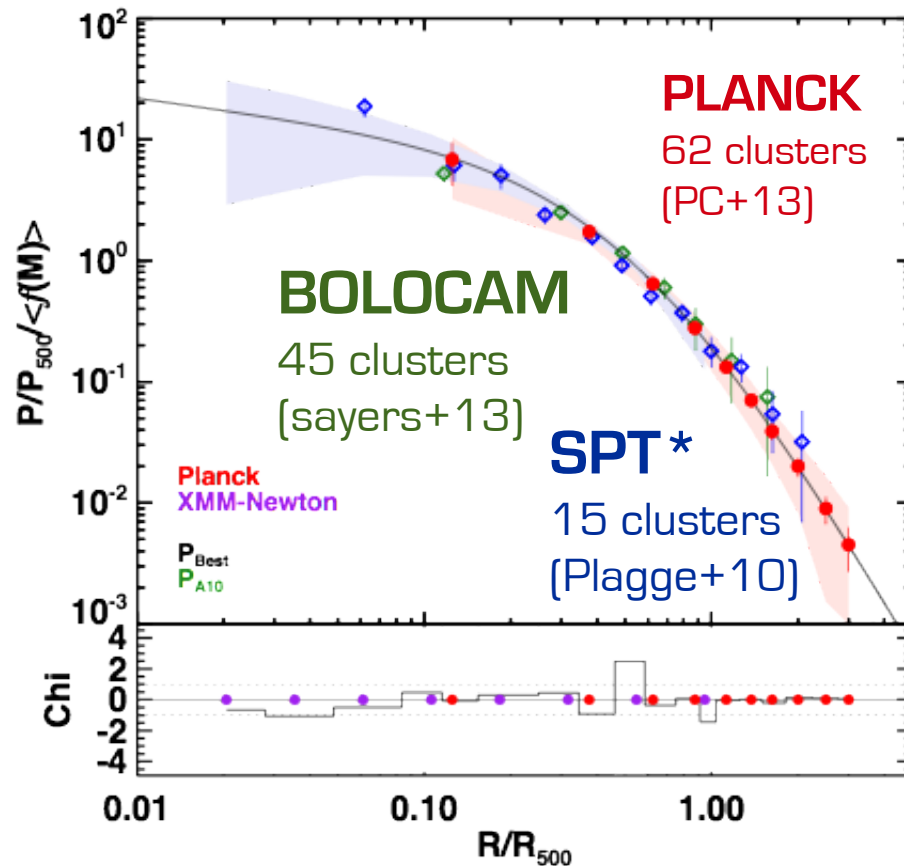 10²
10¹
10⁰
10⁻¹
10⁻²
10⁻³
P/P₅₀₀/<f(M)>
PLANCK
62 clusters
(PC+13)
BOLOCAM
45 clusters
(sayers+13)
SPT*
15 clusters
(Plagge+10)
Planck
XMM-Newton
P_Best
P_A10
4
2
0
-2
-4
Chi
0.01 0.10 1.00
R/R₅₀₀